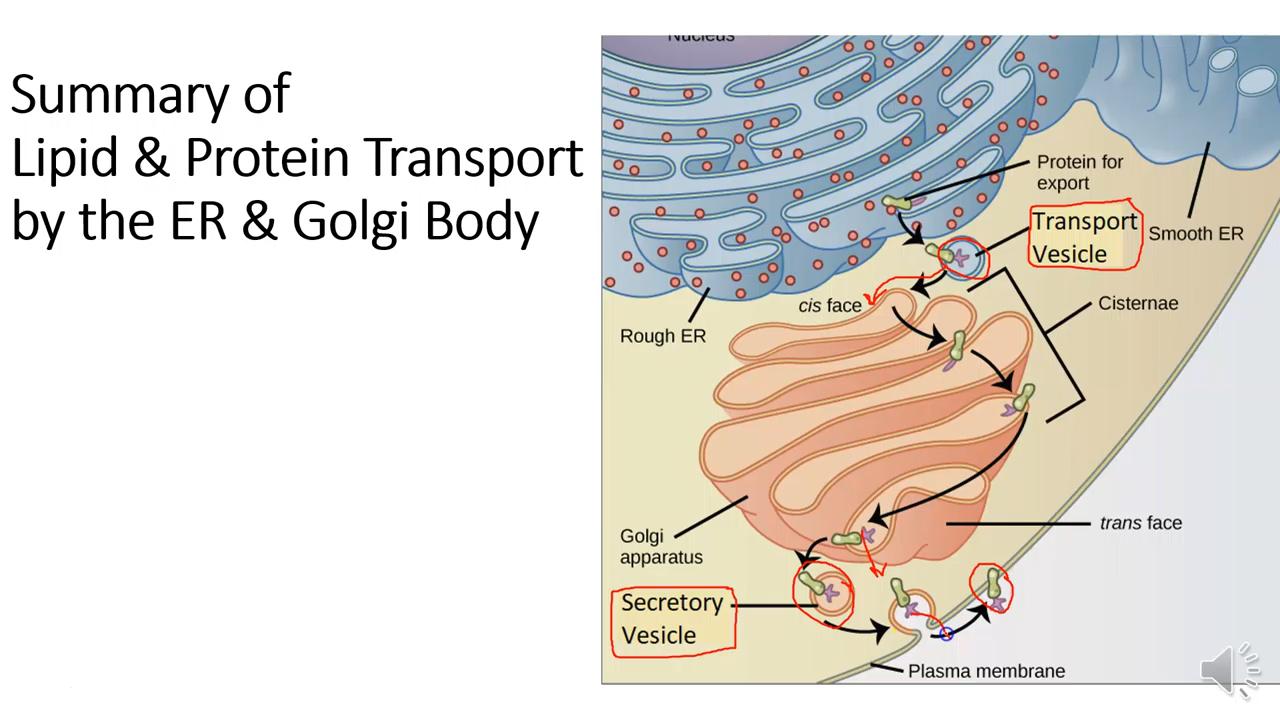 Summary of
Lipid & Protein Transport
by the ER & Golgi Body
Nucleus
Protein for
export
Transport
Vesicle
Smooth ER
cis face
Cisternae
Rough ER
Golgi
apparatus
trans face
Secretory
Vesicle
Plasma membrane